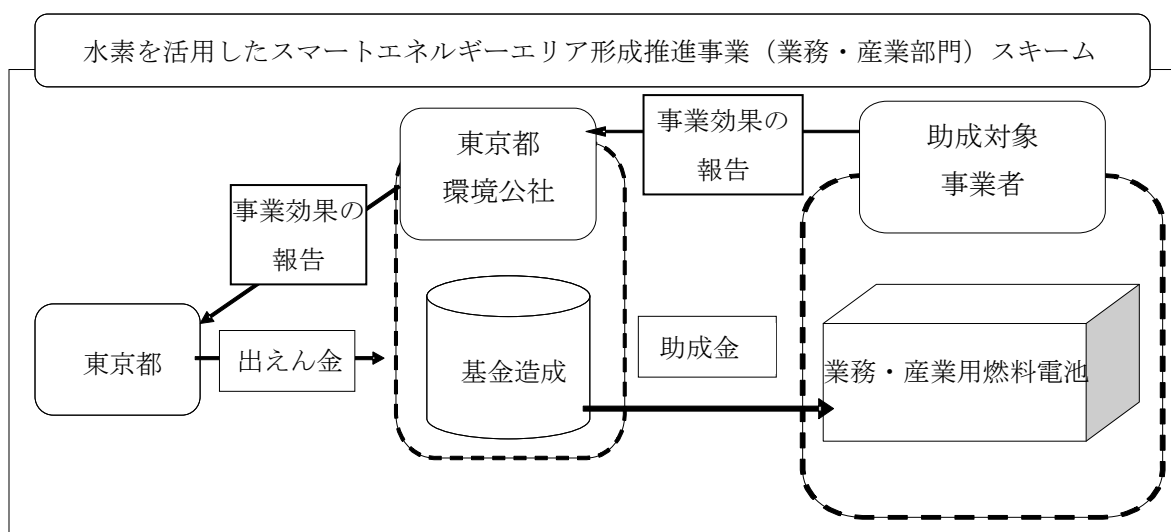 水素を活用したスマートエネルギーエリア形成推進事業（業務・産業部門）スキーム
東京都
環境公社
事業効果の
報告
助成対象
事業者
事業効果の
報告
東京都
出えん金
基金造成
助成金
業務・産業用燃料電池